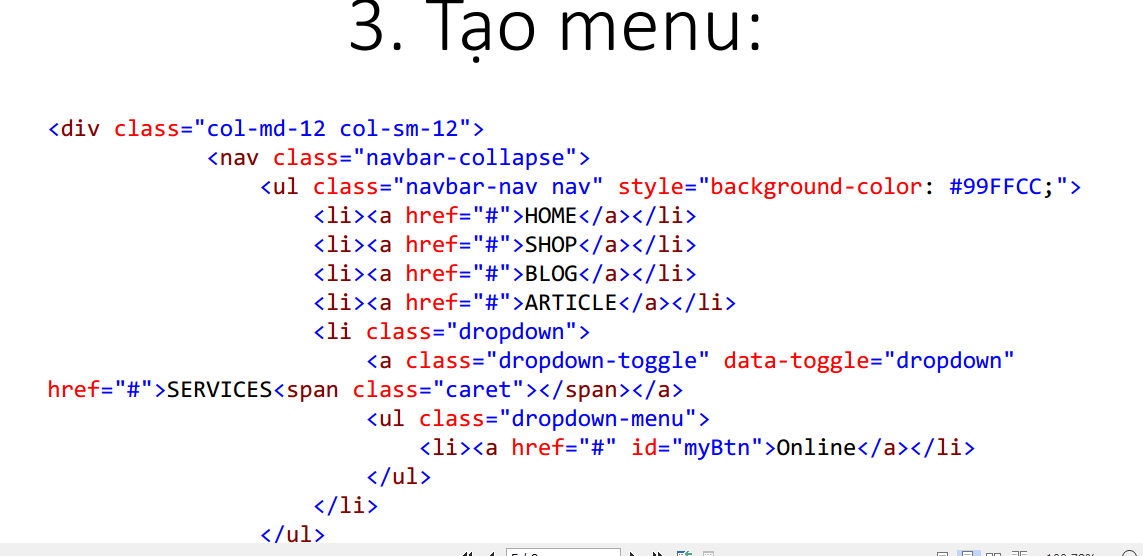 3. Tạo menu:
<div class="col-md-12 col-sm-12">
<nav class="navbar-collapse">
<ul class="navbar-nav nav" style="background-color: #99FFCC;">
<li><a href="#">HOME</a></li>
<li><a href="#">SHOP</a></li>
<li><a href="#">BLOG</a></li>
<li><a href="#">ARTICLE</a></li>
<li class="dropdown">
<a class="dropdown-toggle" data-toggle="dropdown"
href="#">SERVICES<span class="caret"></span></a>
<ul class="dropdown-menu">
<li><a href="#" id="myBtn">Online</a></li>
</ul>
</li>
</ul>